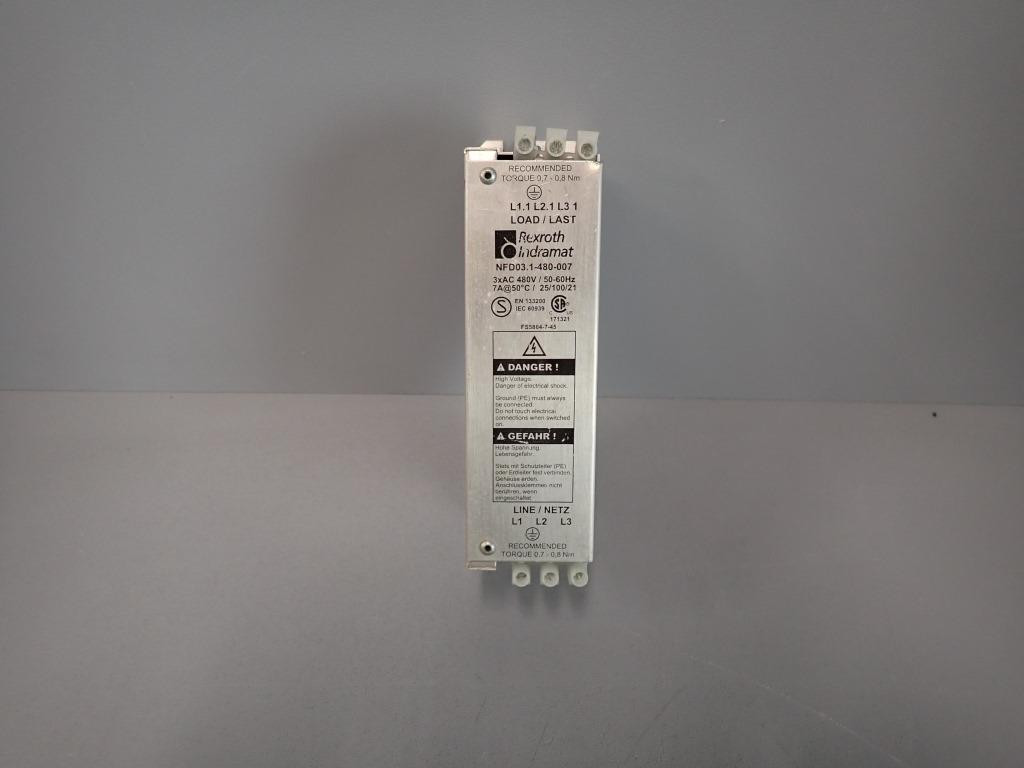 RECOMMENDED
TORQUE 0,7 - 0,8 Nm
L1.1 L2.1 L3 1
LOAD / LAST
Rexroth
Indramat
NFD03.1-480-007
3xAC 480V / 50-60Hz
7A@50°C / 25/100/21
S EN 133200
IEC 60939
C SA US
171321
FS5804-7-45
DANGER !
High Voltage.
Danger of electrical shock.
Ground (PE) must always
be connected.
Do not touch electrical
connections when switched
on.
GEFAHR !
Hohe Spannung.
Lebensgefahr.
Stets mit Schutzleiter (PE)
oder Erdleiter fest verbinden.
Gehäuse erden.
Anschlussklemmen nicht
berühren, wenn
eingeschaltet
LINE / NETZ
L1 L2 L3
RECOMMENDED
TORQUE 0,7 - 0,8 Nm